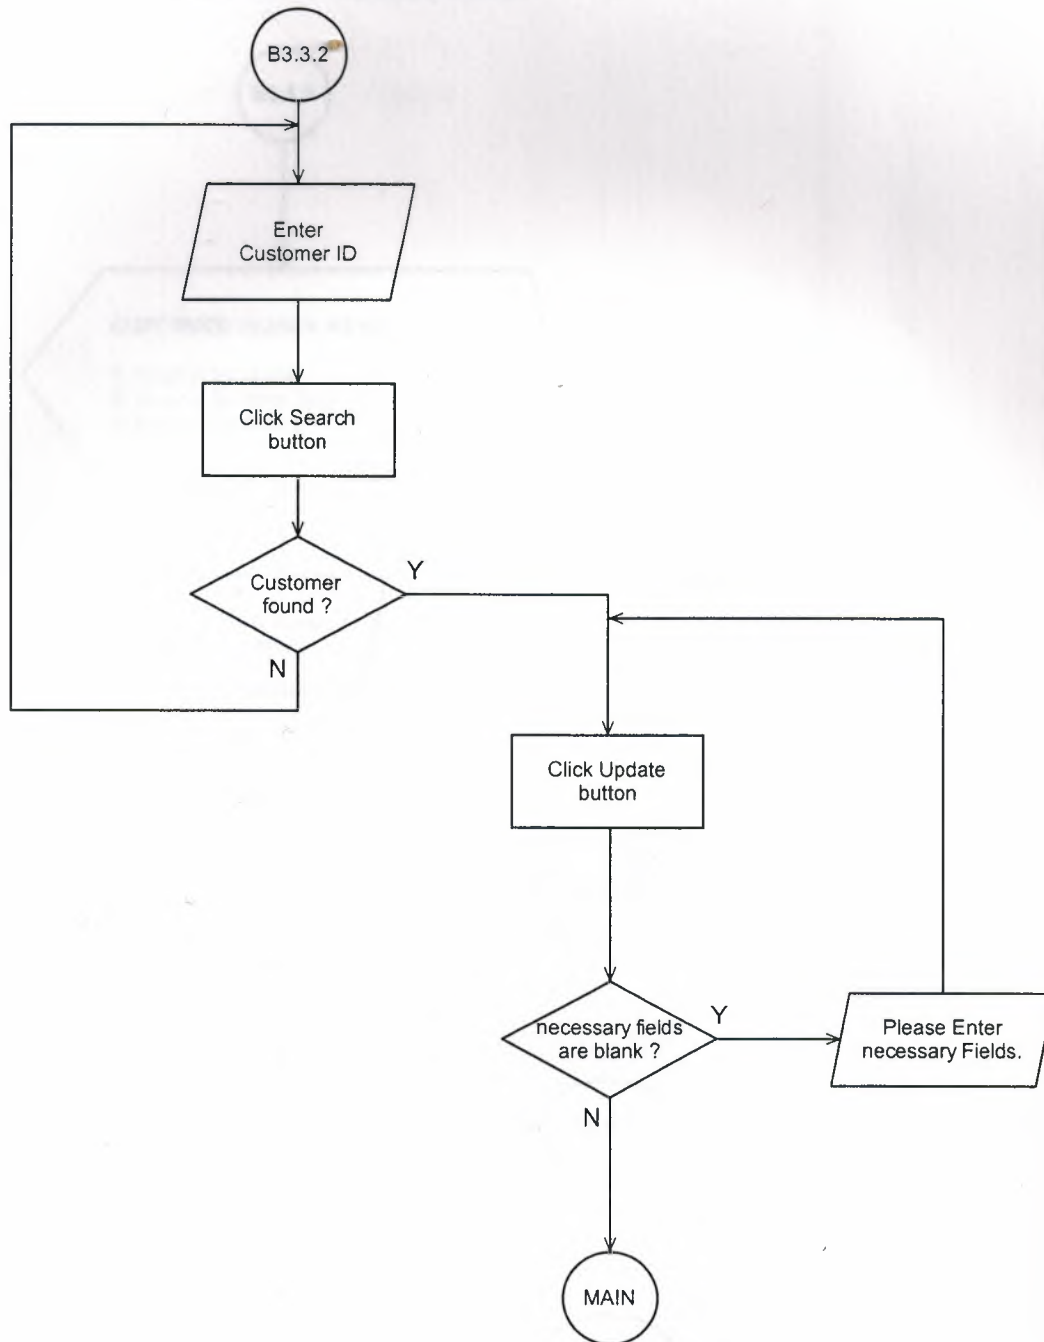 B3.3.2
Enter
Customer ID
Click Search
button
Customer
found ?
Y
N
Click Update
button
necessary fields
are blank ?
Y
Please Enter
necessary Fields.
N
MAIN